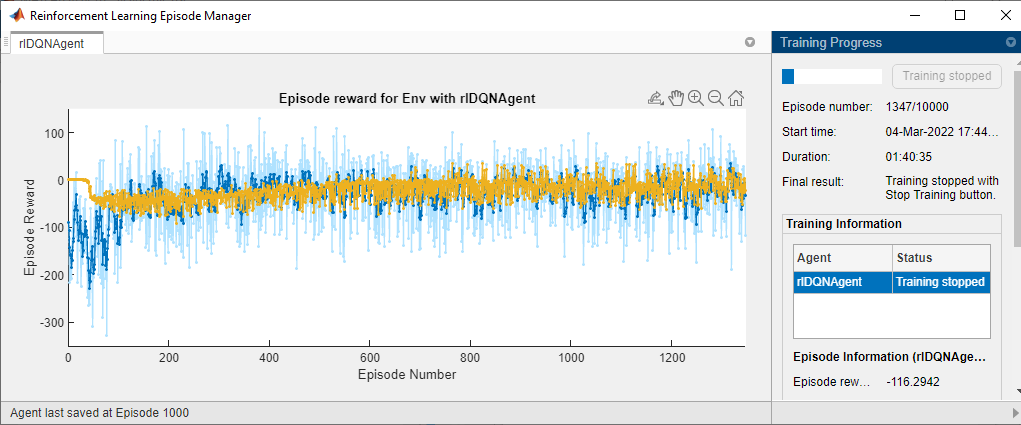 Reinforcement Learning Episode Manager
rlDQNAgent
Training Progress
Episode reward for Env with rlDQNAgent
100
0
-100
-200
-300
Episode Reward
0
200
400
600
800
1000
1200
Episode Number
Training stopped
Episode number: 1347/10000
Start time: 04-Mar-2022 17:44...
Duration: 01:40:35
Final result: Training stopped with
Stop Training button.
Training Information
Agent Status
rlDQNAgent Training stopped
Episode Information (rlDQNAge...
Episode rew... -116.2942
Agent last saved at Episode 1000